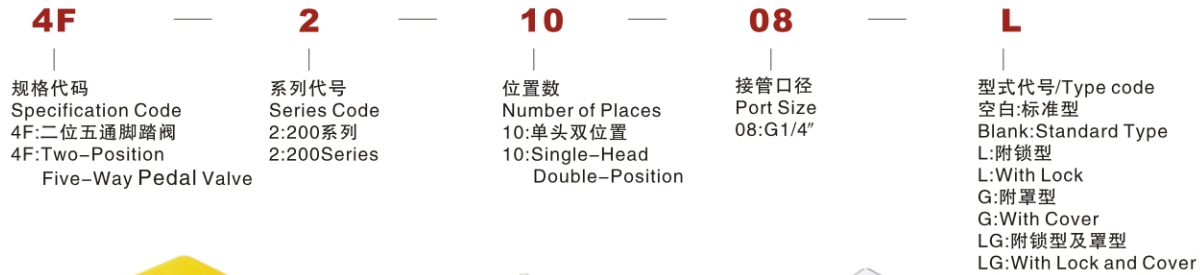 4F — 2 — 10 — 08 — L
规格代码
Specification Code
4F:二位五通脚踏阀
4F:Two-Position
Five-Way Pedal Valve
系列代号
Series Code
2:200系列
2:200Series
位置数
Number of Places
10:单头双位置
10:Single-Head
Double-Position
接管口径
Port Size
08:G1/4″
型式代号/Type code
空白:标准型
Blank:Standard Type
L:附锁型
L:With Lock
G:附罩型
G:With Cover
LG:附锁型及罩型
LG:With Lock and Cover